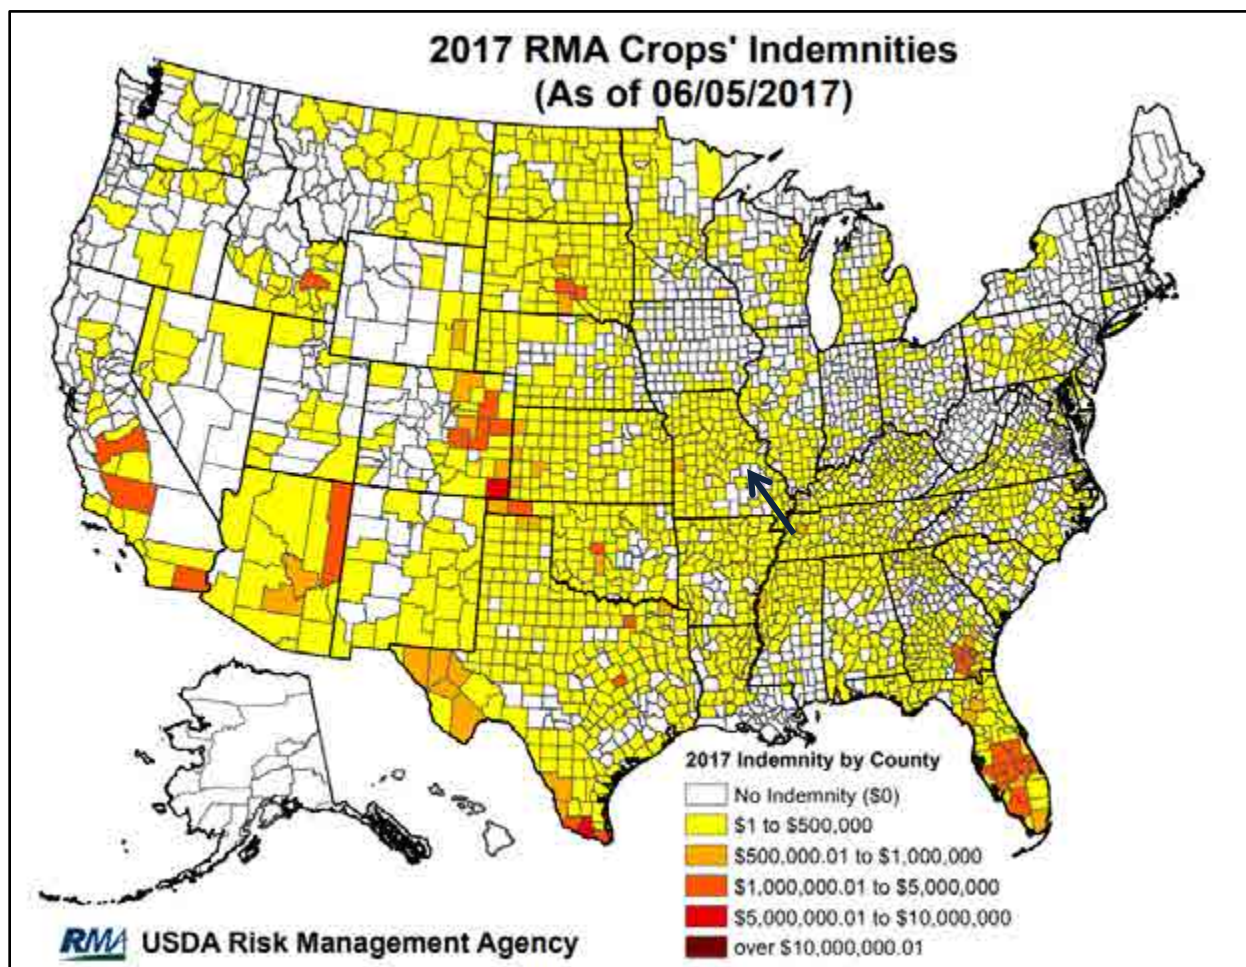 2017 RMA Crops' Indemnities
(As of 06/05/2017)
2017 Indemnity by County
No Indemnity ($0)
$1 to $500,000
$500,000.01 to $1,000,000
$1,000,000.01 to $5,000,000
$5,000,000.01 to $10,000,000
over $10,000,000.01
RMA USDA Risk Management Agency